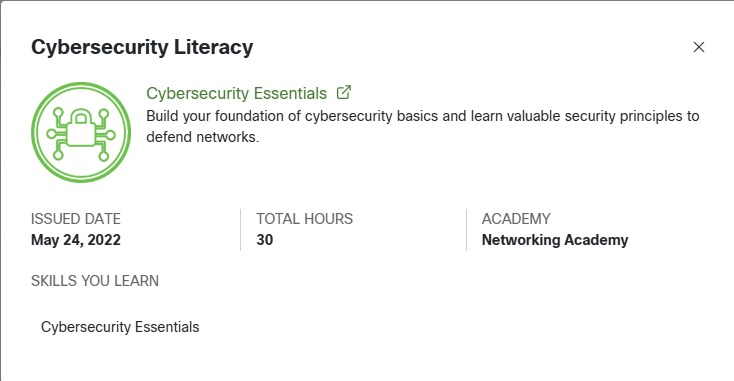 Cybersecurity Literacy
Cybersecurity Essentials
Build your foundation of cybersecurity basics and learn valuable security principles to
defend networks.
ISSUED DATE
TOTAL HOURS
ACADEMY
May 24, 2022
30
Networking Academy
SKILLS YOU LEARN
Cybersecurity Essentials